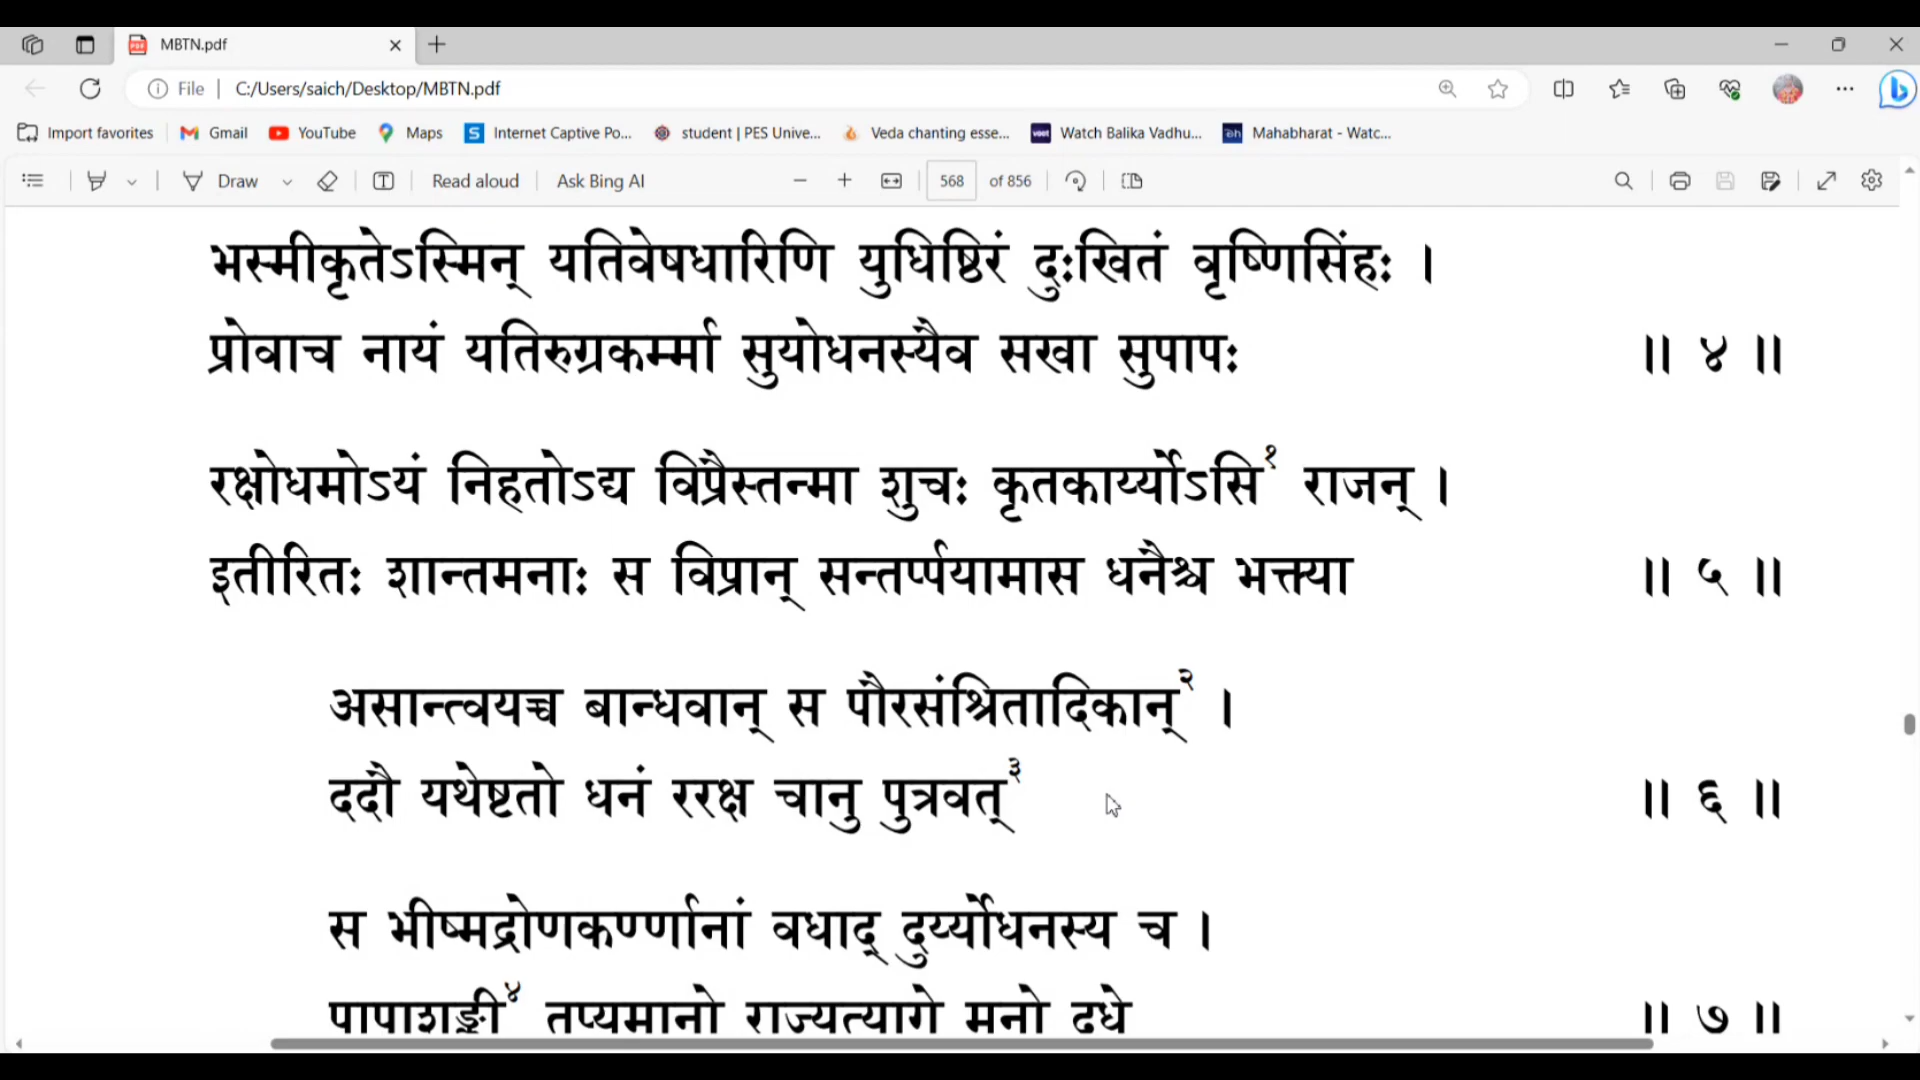 MBTN.pdf
File | C:/Users/saich/Desktop/MBTN.pdf
Import favorites Gmail YouTube Maps Internet Captive Po... student | PES Unive... Veda chanting esse... Watch Balika Vadhu... Mahabharat - Watc...
Draw Read aloud Ask Bing AI 568 of 856
भस्मीकृतेऽस्मिन् यतिवेषधारिणि युधिष्ठिरं दुःखितं वृष्णिसिंहः ।
प्रोवाच नायं यतिरुग्रकर्म्मा सुयोधनस्यैव सखा सुपापः ॥ ४ ॥
रक्षोधमोऽयं निहतोऽद्य विप्रैस्तन्मा शुचः कृतकार्य्योऽसि१ राजन् ।
इतीरितः शान्तमनाः स विप्रान् सन्तर्प्पयामास धनैश्च भक्त्या ॥ ५ ॥
असान्त्वयच्च बान्धवान् स पौरसंश्रितादिकान्२ ।
ददौ यथेष्टतो धनं ररक्ष चानु पुत्रवत्३ ॥ ६ ॥
स भीष्मद्रोणकर्ण्णानां वधाद् दुर्य्योधनस्य च ।
पापाशङ्की४ तप्यमानो राज्यत्यागे मनो दधे ॥ ७ ॥